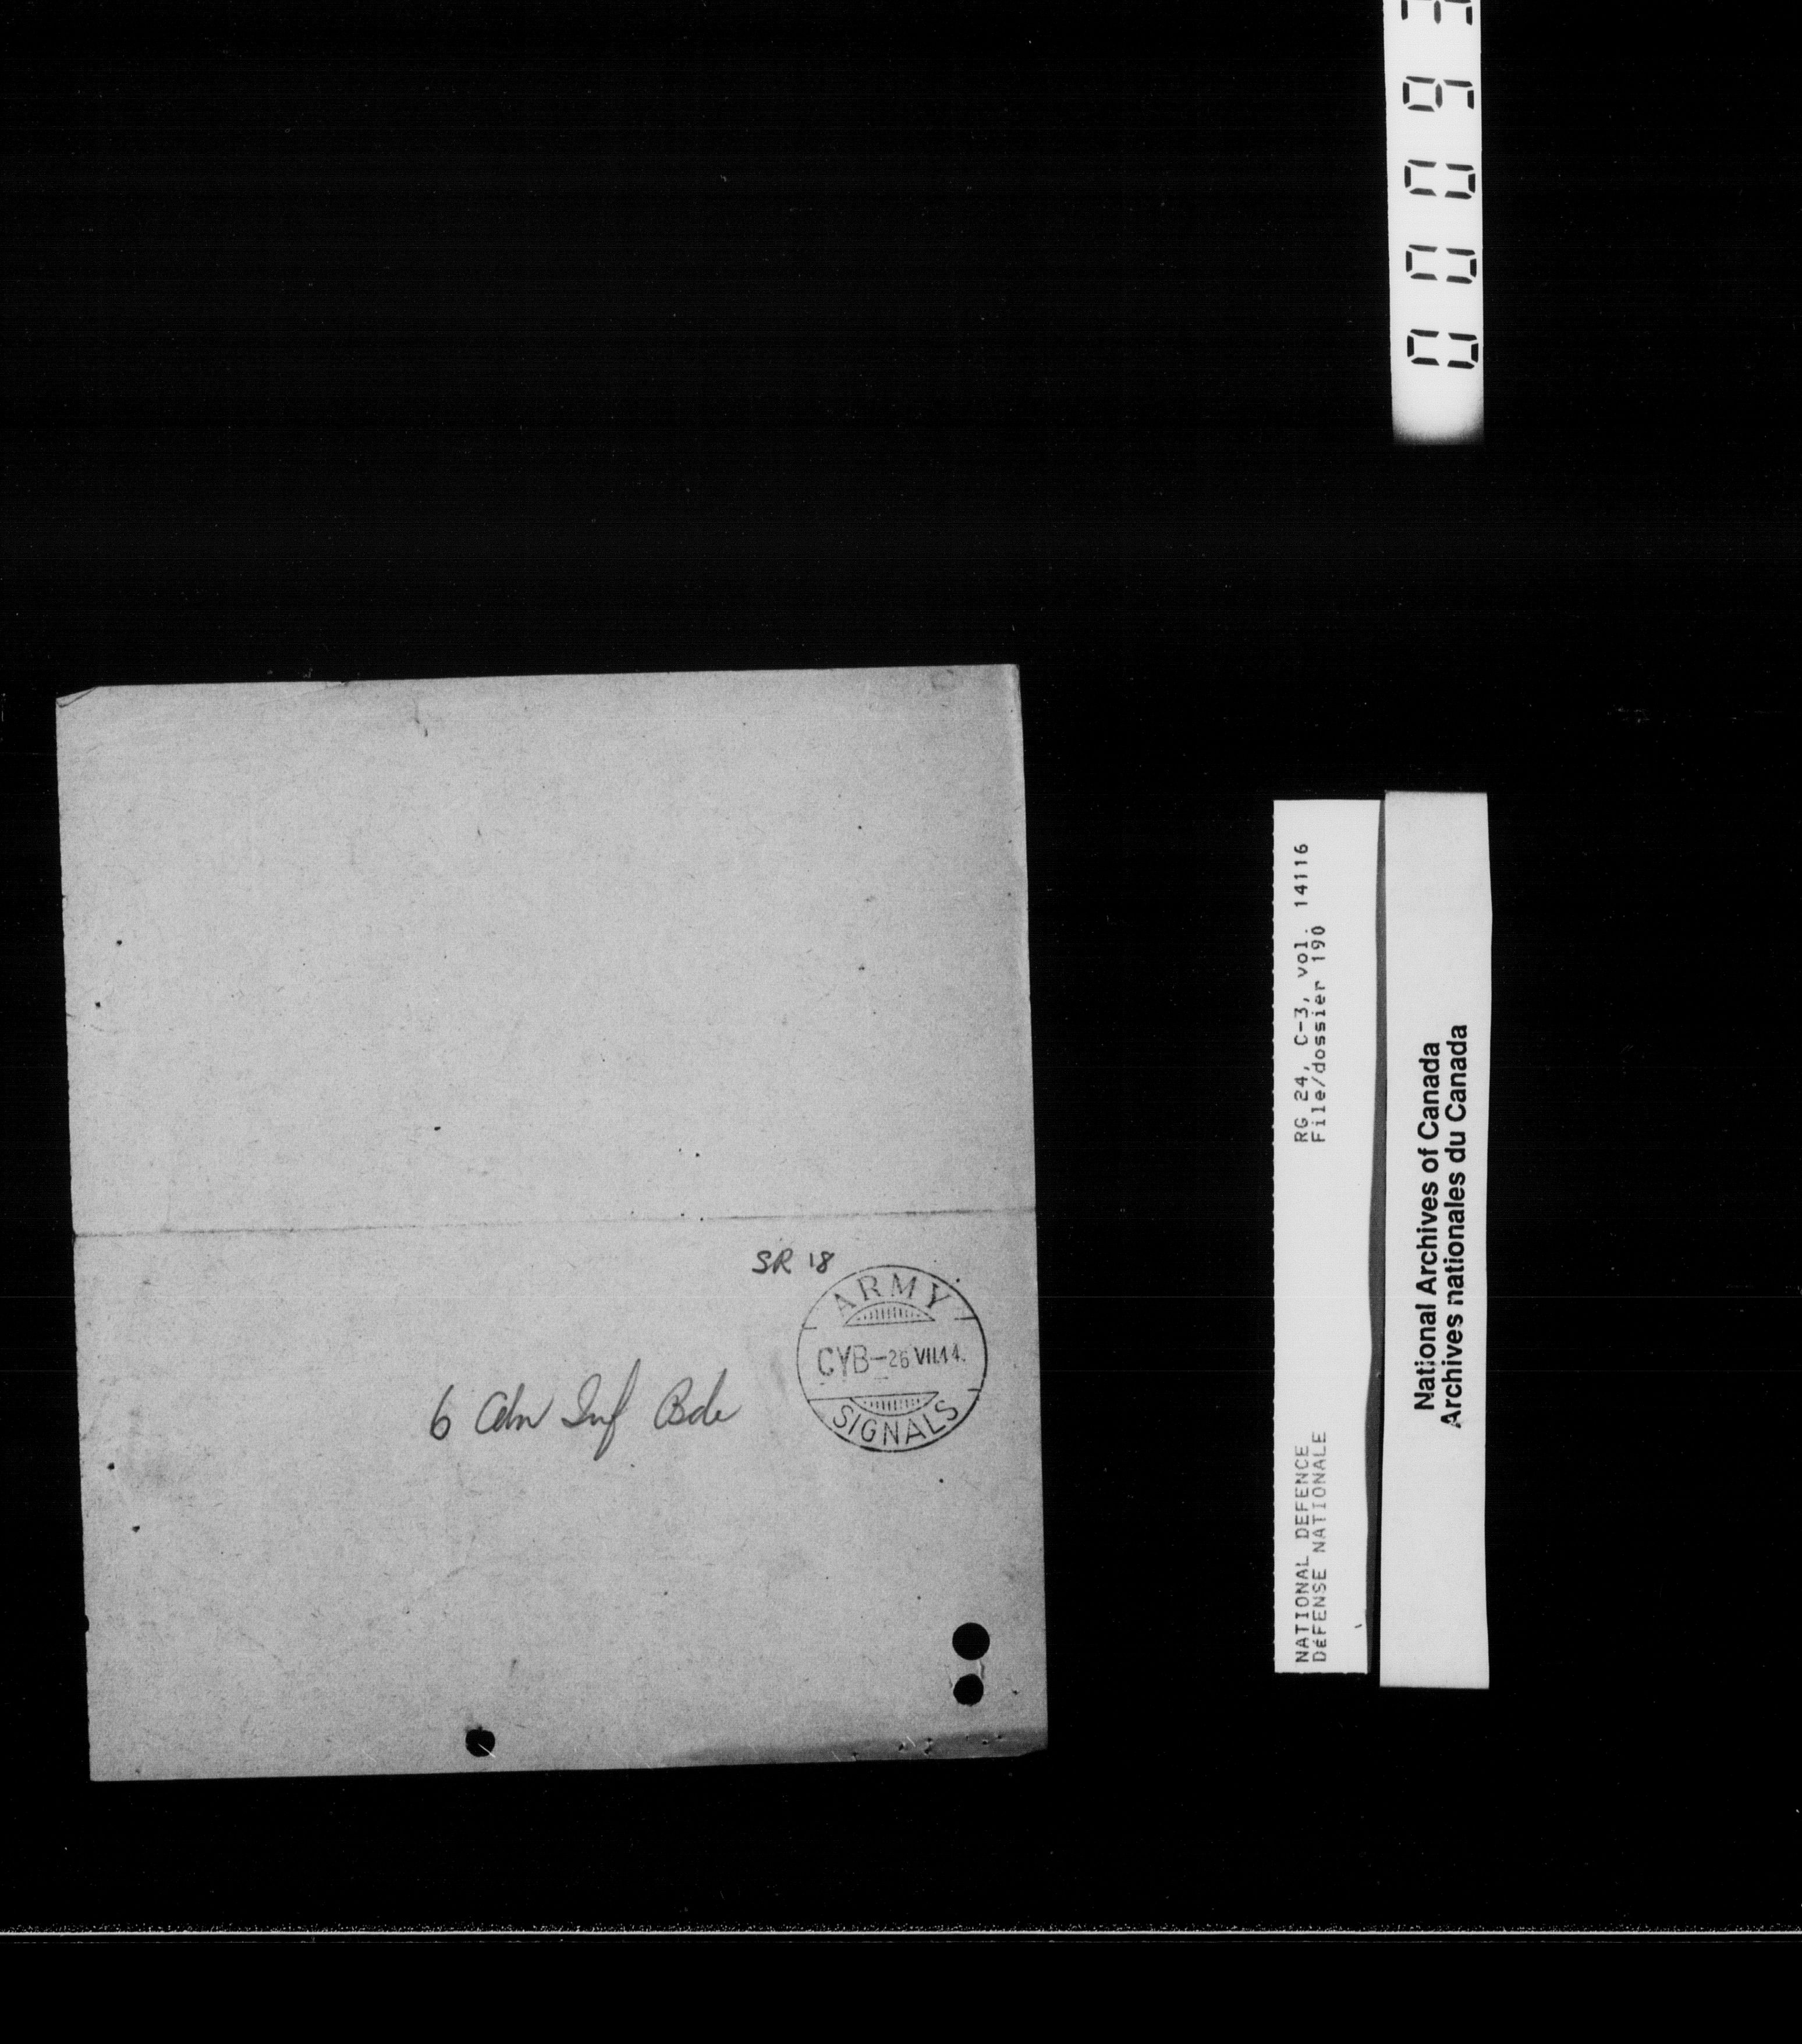 SR 18
ARMY
CYB-26 VII.44.
SIGNALS
6 Cdn Inf Bde
NATIONAL DEFENCE RG 24, C-3, vol. 14116
DéFENSE NATIONALE File/dossier 190
National Archives of Canada
Archives nationales du Canada